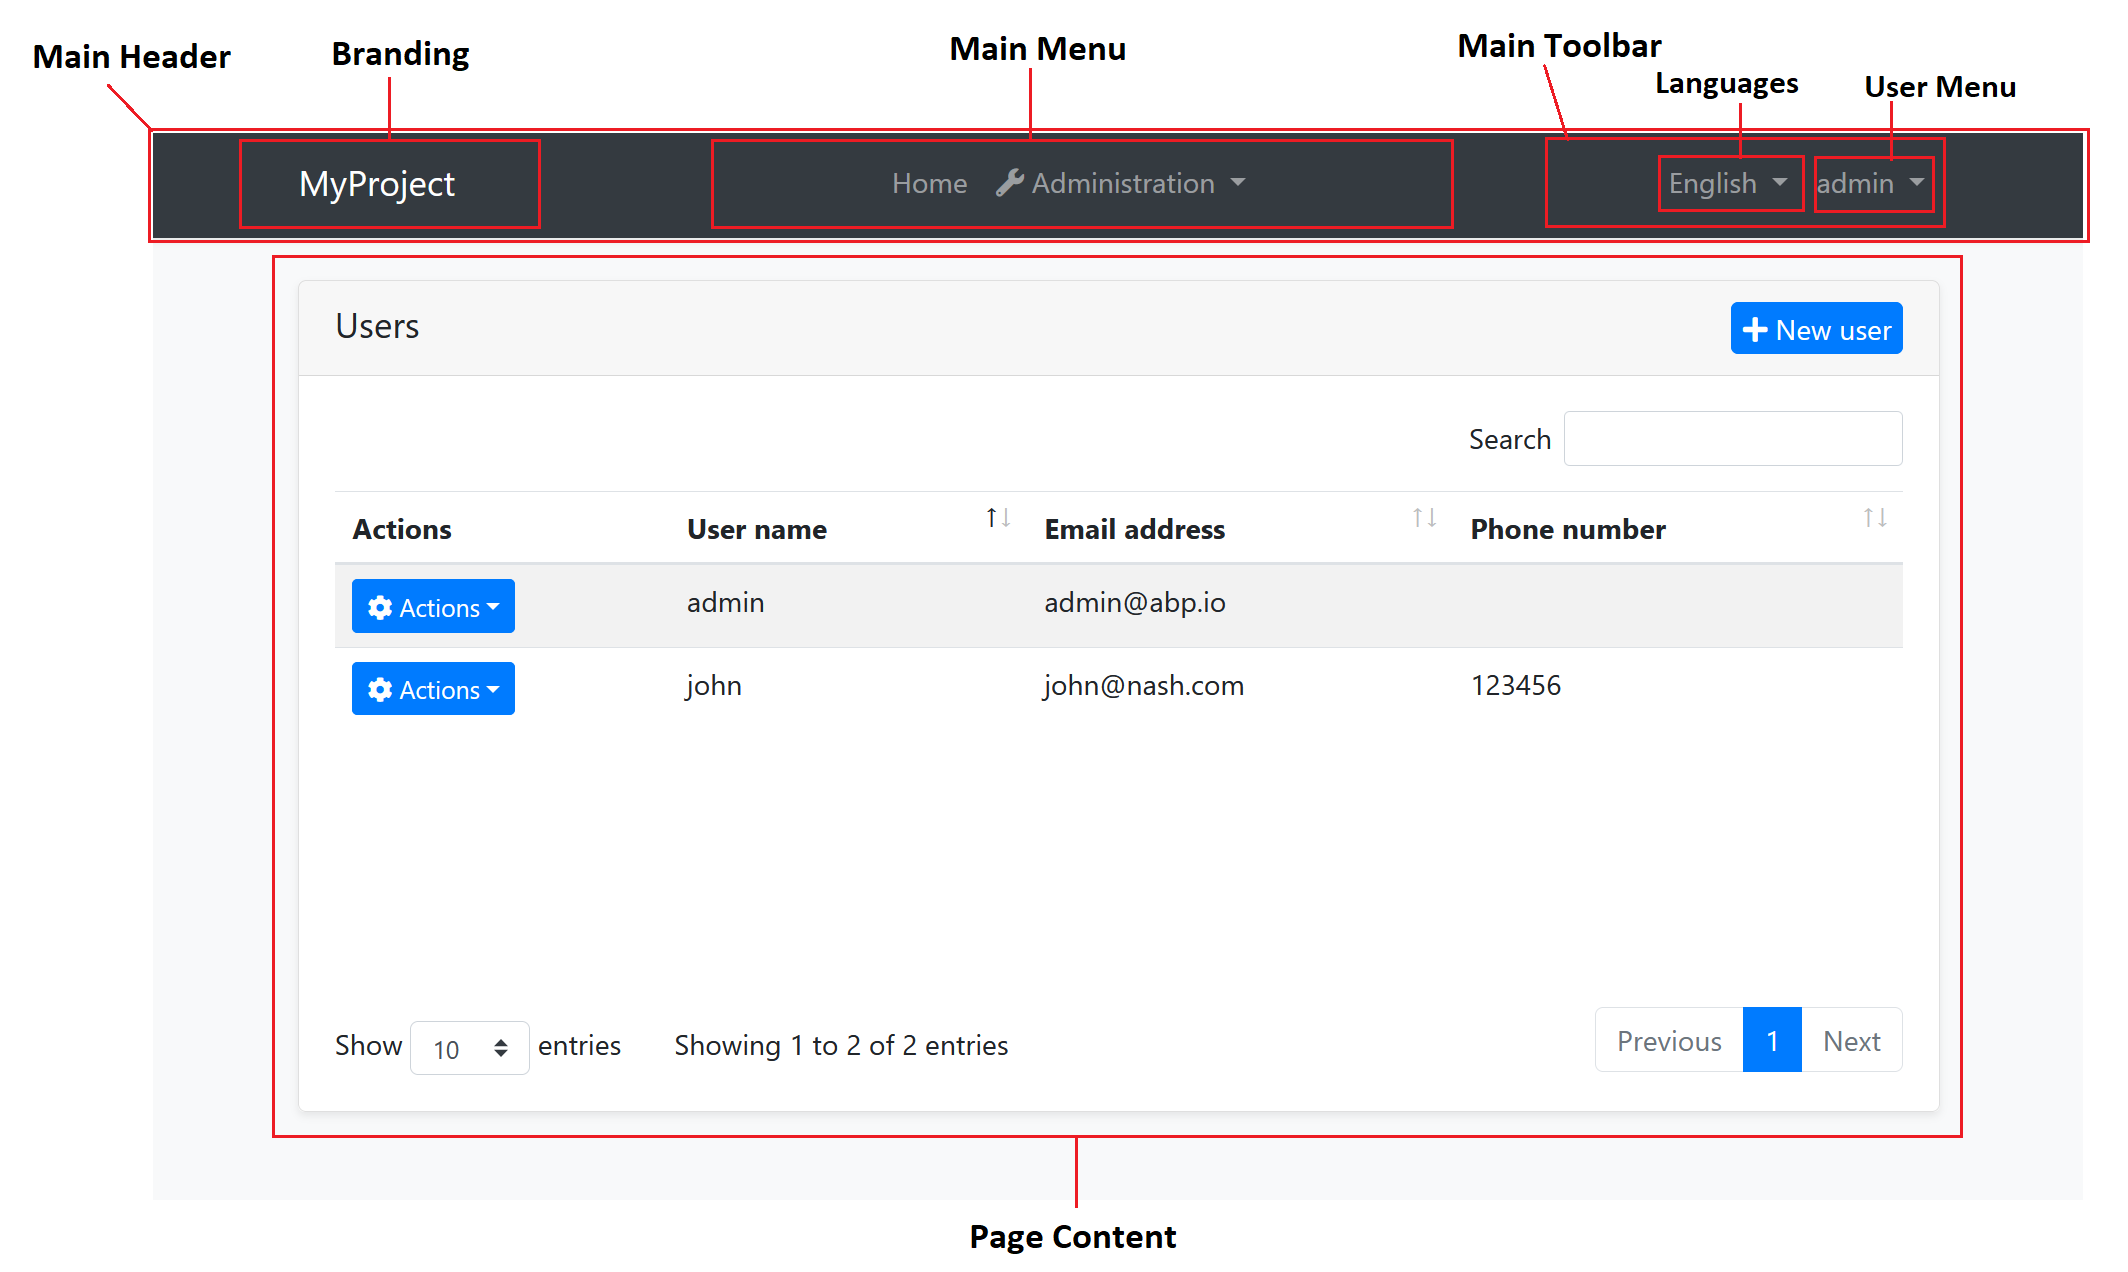 Main Header
Branding
Main Menu
Main Toolbar
Languages
User Menu
MyProject
Home Administration
English admin
Users
New user
Search
Actions User name Email address Phone number
Actions admin admin@abp.io
Actions john john@nash.com 123456
Show 10 entries Showing 1 to 2 of 2 entries Previous 1 Next
Page Content